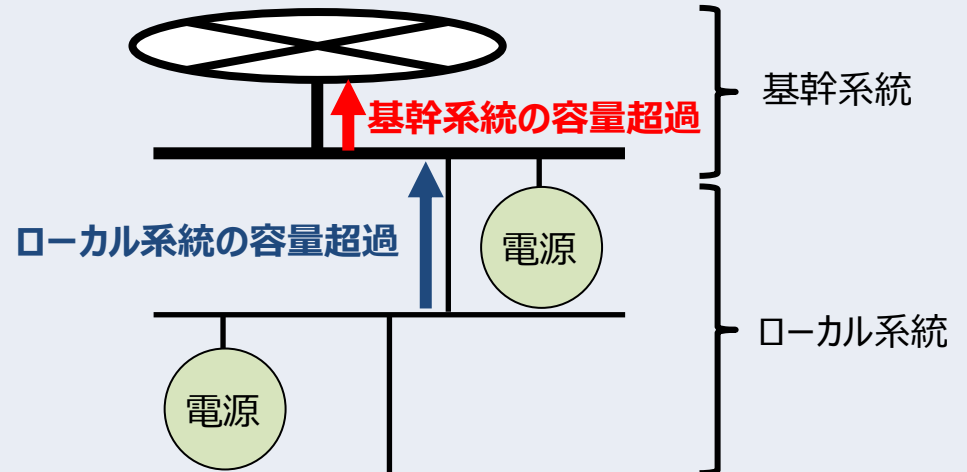 基幹系統の容量超過
基幹系統
ローカル系統の容量超過
電源
ローカル系統
電源